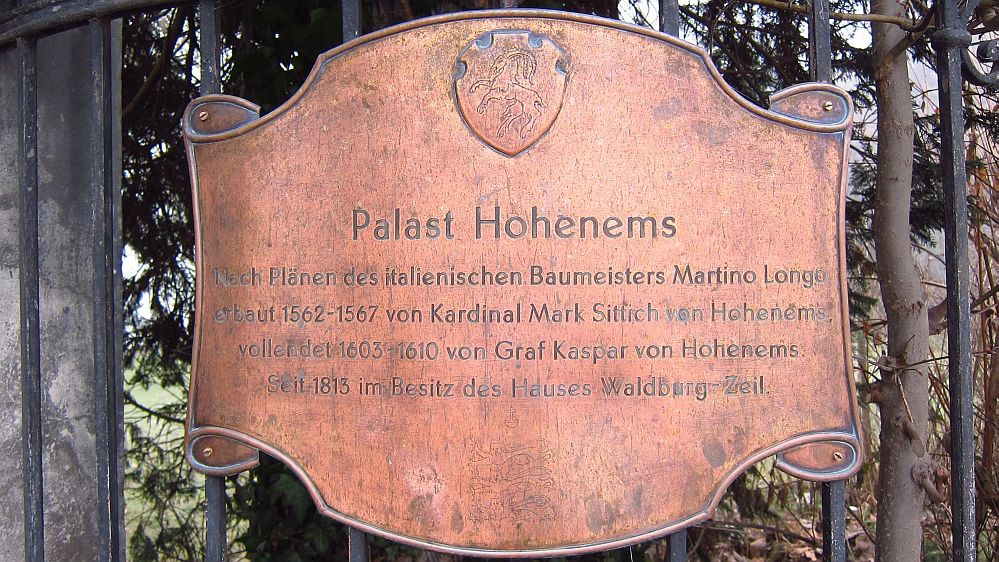 Palast Hohenems
Nach Plänen des italienischen Baumeisters Martino Longo
erbaut 1562-1567 von Kardinal Mark Sittich von Hohenems,
vollendet 1603-1610 von Graf Kaspar von Hohenems.
Seit 1813 im Besitz des Hauses Waldburg-Zeil.